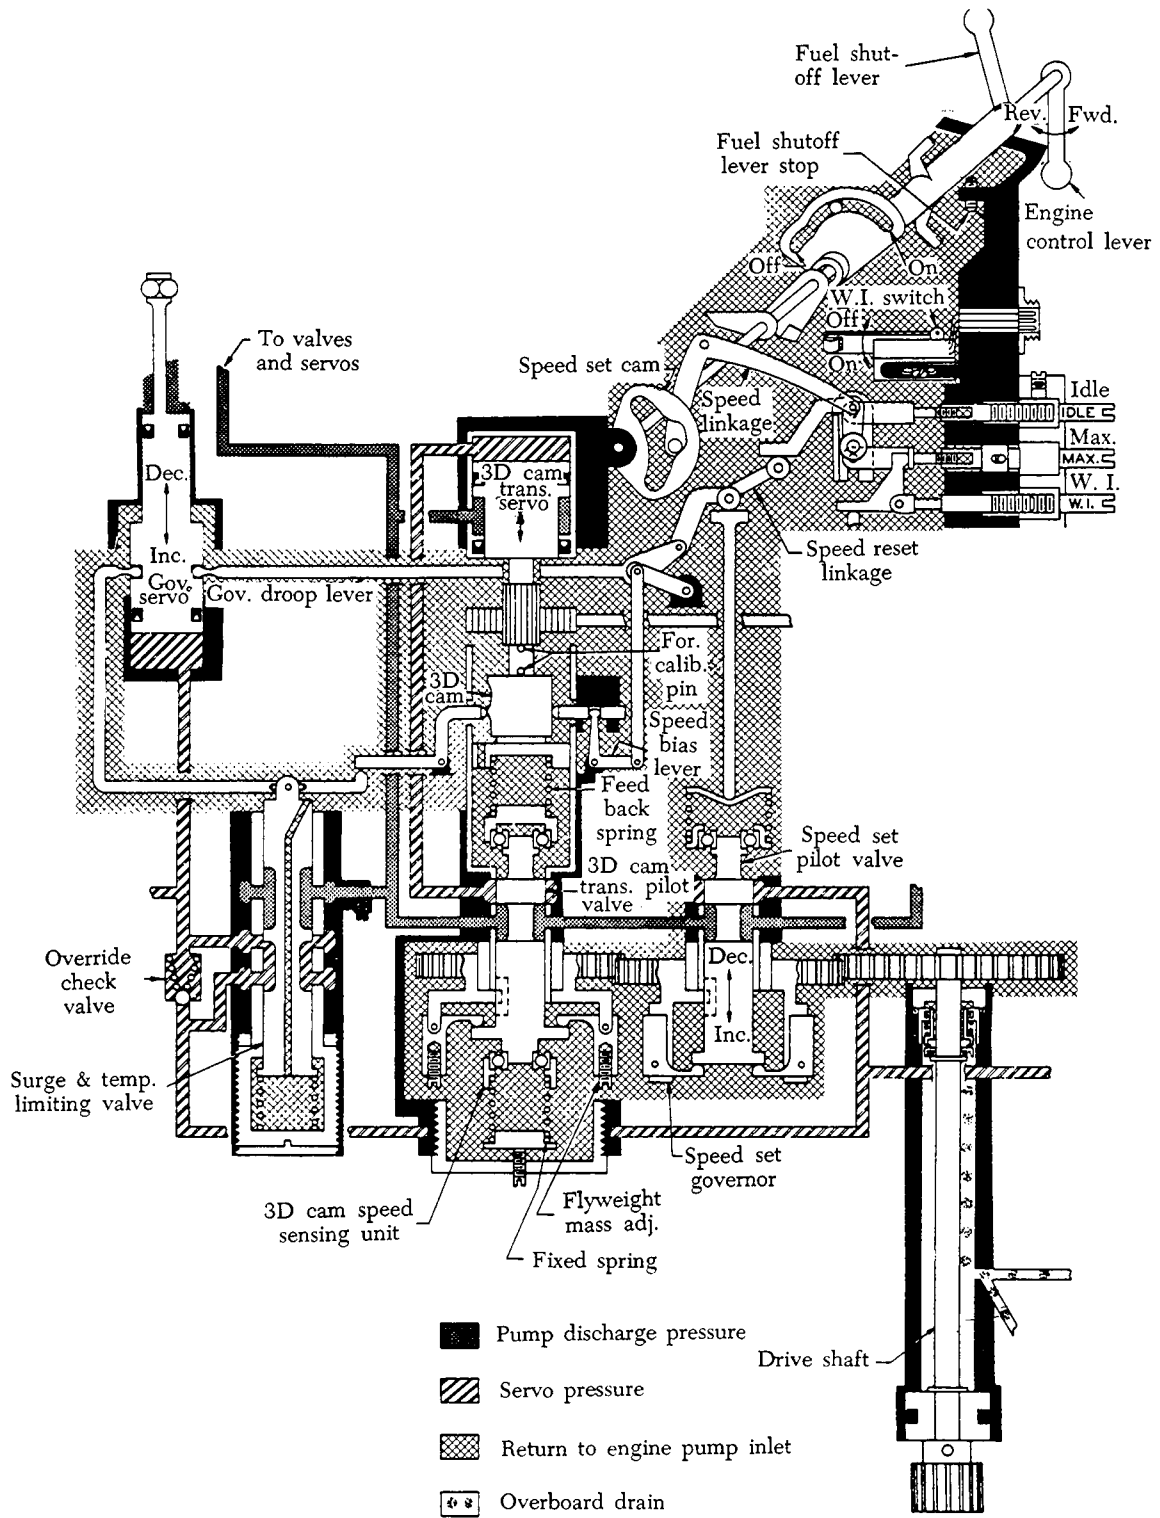 Fuel shut-
off lever
Rev.
Fwd.
Fuel shutoff
lever stop
Engine
control lever
Off
On
W.I. switch
Off
On
To valves
and servos
Speed set cam
Speed
linkage
Idle
IDLE
Max.
MAX.
W. I.
W.I.
Dec.
3D cam
trans.
servo
Inc.
Gov.
servo
Gov. droop lever
Speed reset
linkage
For.
calib.
pin
3D
cam
Speed
bias
lever
Feed
back
spring
Speed set
pilot valve
3D cam
trans. pilot
valve
Override
check
valve
Dec.
Inc.
Surge & temp.
limiting valve
Speed set
governor
3D cam speed
sensing unit
Flyweight
mass adj.
Fixed spring
Pump discharge pressure
Drive shaft
Servo pressure
Return to engine pump inlet
Overboard drain